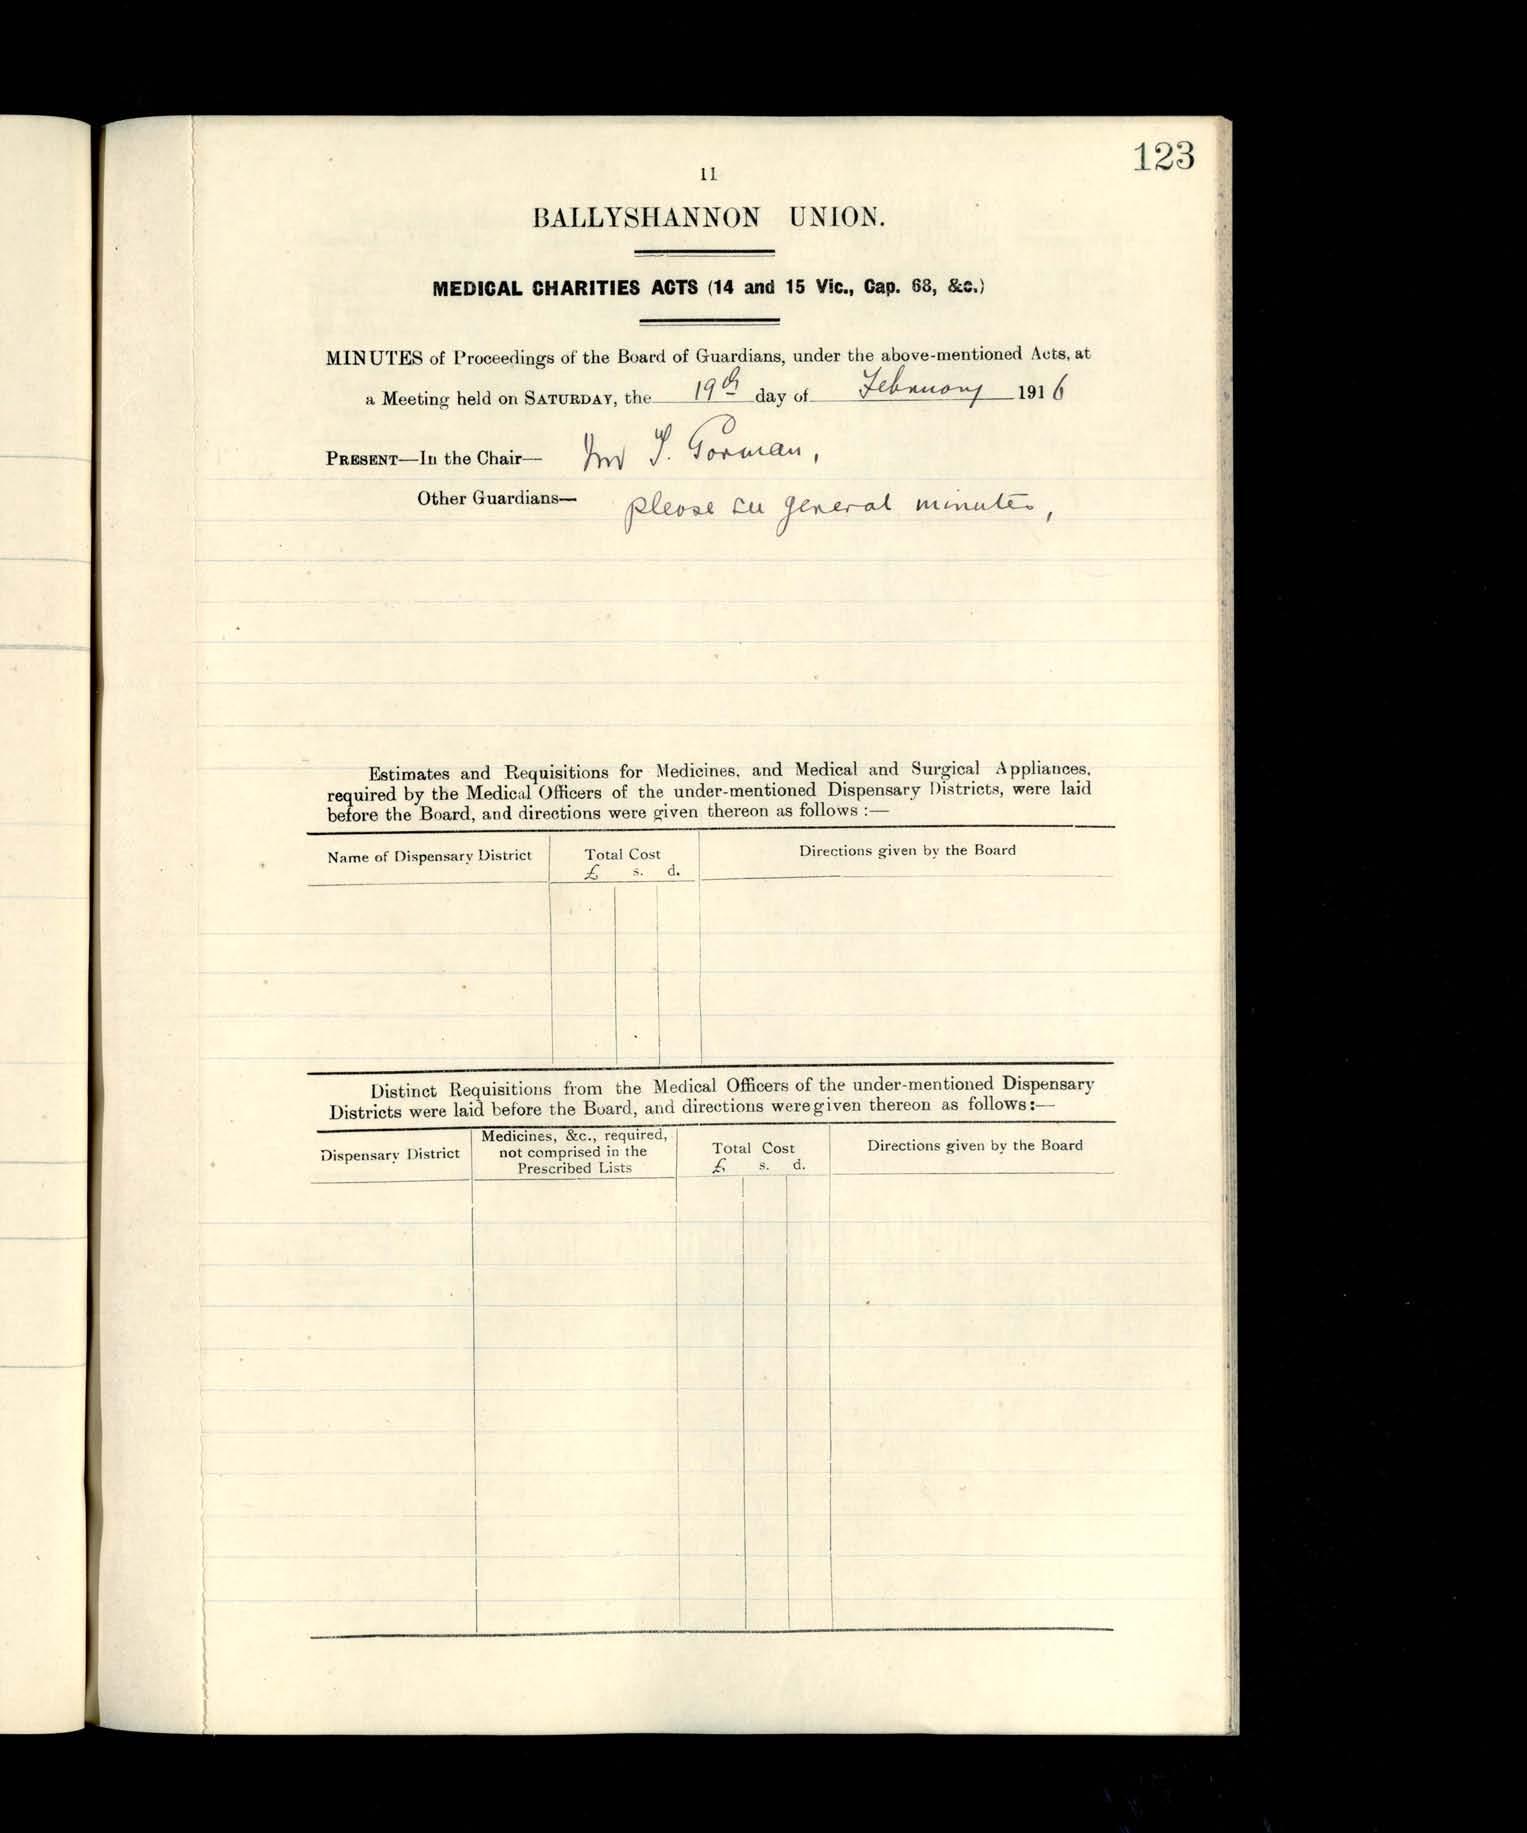 123
11
BALLYSHANNON UNION.
MEDICAL CHARITIES ACTS (14 and 15 Vic., Cap. 68, &c.)
MINUTES of Proceedings of the Board of Guardians, under the above-mentioned Acts, at
a Meeting held on SATURDAY, the 19th day of February 1916
PRESENT—In the Chair— Mr T. Gorman,
Other Guardians— please see general minutes,
Estimates and Requisitions for Medicines, and Medical and Surgical Appliances,
required by the Medical Officers of the under-mentioned Dispensary Districts, were laid
before the Board, and directions were given thereon as follows :—
Name of Dispensary District Total Cost Directions given by the Board
£ s. d.
Distinct Requisitions from the Medical Officers of the under-mentioned Dispensary
Districts were laid before the Board, and directions were given thereon as follows:—
Dispensary District Medicines, &c., required, Total Cost Directions given by the Board
not comprised in the
Prescribed Lists £ s. d.